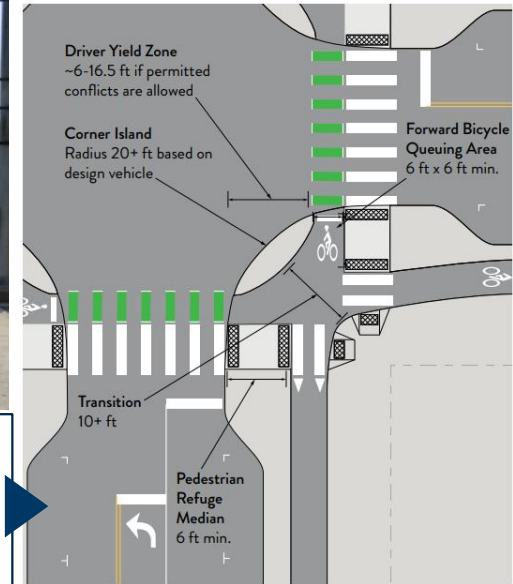 Driver Yield Zone
~6-16.5 ft if permitted
conflicts are allowed
Corner Island
Radius 20+ ft based on
design vehicle
Forward Bicycle
Queuing Area
6 ft x 6 ft min.
Transition
10+ ft
Pedestrian
Refuge
Median
6 ft min.